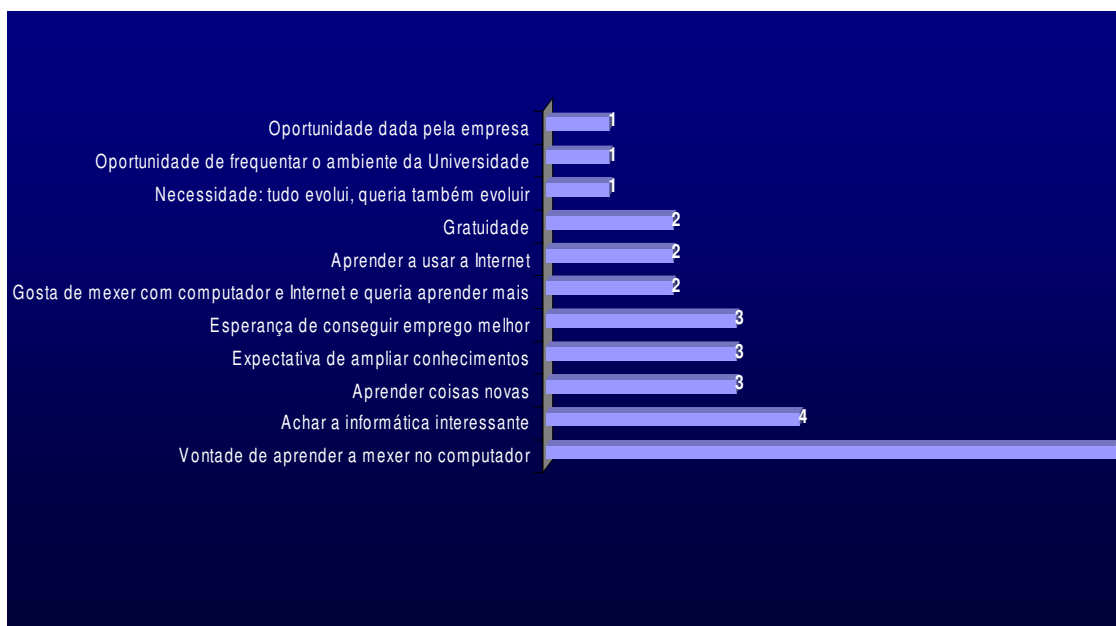 Oportunidade dada pela empresa 1
Oportunidade de frequentar o ambiente da Universidade 1
Necessidade: tudo evolui, queria também evoluir 1
Gratuidade 2
Aprender a usar a Internet 2
Gosta de mexer com computador e Internet e queria aprender mais 2
Esperança de conseguir emprego melhor 3
Expectativa de ampliar conhecimentos 3
Aprender coisas novas 3
Achar a informática interessante 4
Vontade de aprender a mexer no computador